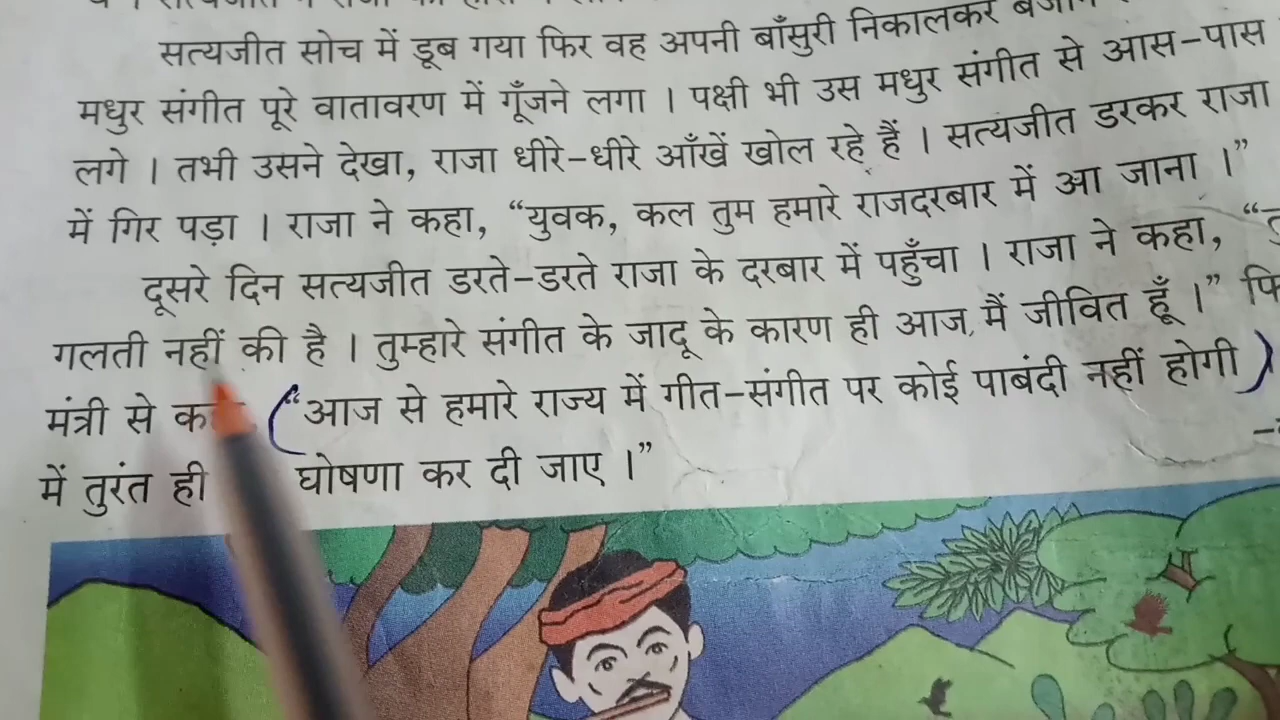 सत्यजीत सोच में डूब गया फिर वह अपनी बाँसुरी निकालकर
मधुर संगीत पूरे वातावरण में गूँजने लगा । पक्षी भी उस मधुर संगीत से आस-पास
लगे । तभी उसने देखा, राजा धीरे-धीरे आँखें खोल रहे हैं । सत्यजीत डरकर राजा
में गिर पड़ा । राजा ने कहा, “युवक, कल तुम हमारे राजदरबार में आ जाना ।”
दूसरे दिन सत्यजीत डरते-डरते राजा के दरबार में पहुँचा । राजा ने कहा, “
गलती नहीं की है । तुम्हारे संगीत के जादू के कारण ही आज मैं जीवित हूँ ।”
मंत्री से “आज से हमारे राज्य में गीत-संगीत पर कोई पाबंदी नहीं होगी
में तुरंत ही घोषणा कर दी जाए ।”